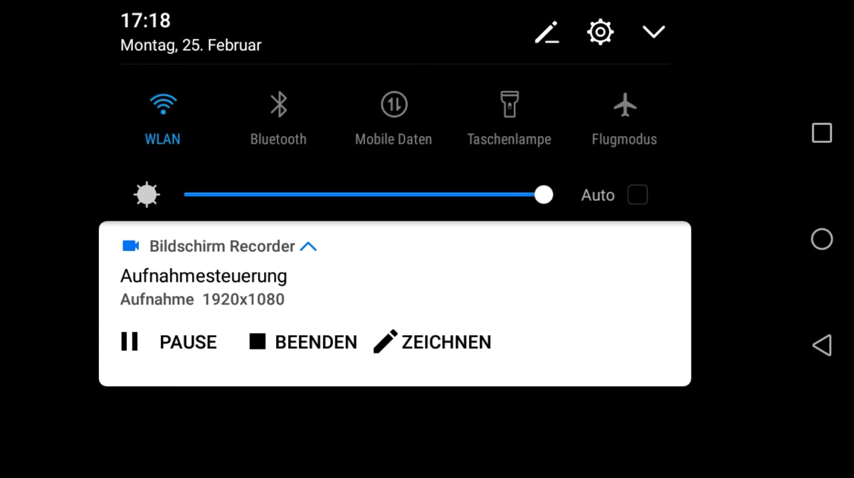 17:18
Montag, 25. Februar
WLAN Bluetooth Mobile Daten Taschenlampe Flugmodus
Auto
Bildschirm Recorder
Aufnahmesteuerung
Aufnahme 1920x1080
PAUSE BEENDEN ZEICHNEN